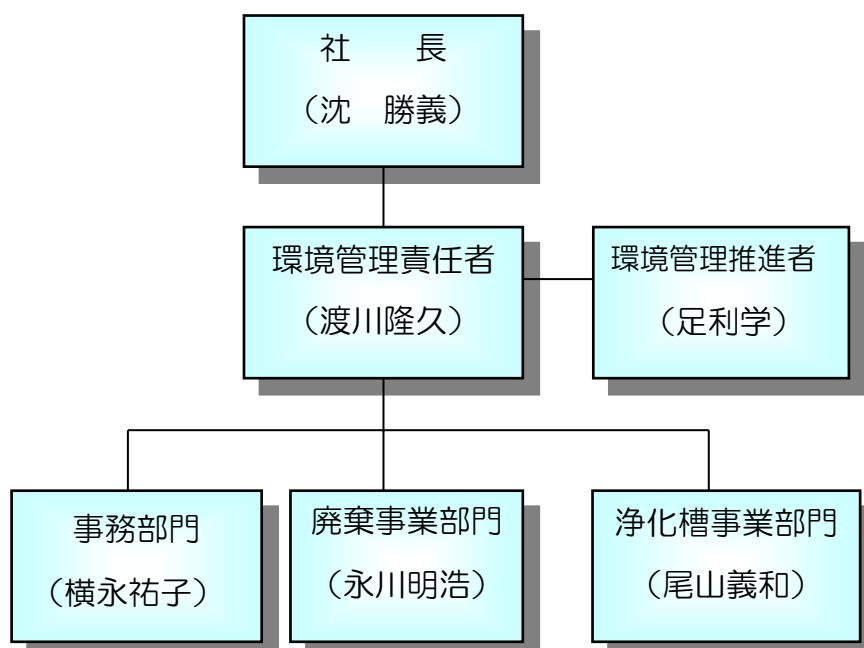 社　　長
（沈　勝義）
環境管理責任者
（渡川隆久）
環境管理推進者
（足利学）
事務部門
（横永祐子）
廃棄事業部門
（永川明浩）
浄化槽事業部門
（尾山義和）